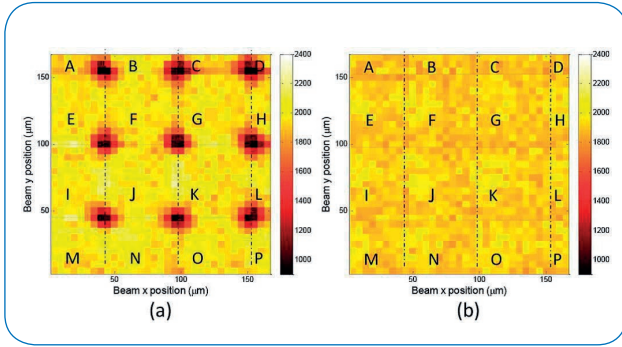 A B C D
E F G H
I J K L
M N O P
150
100
50
50 100 150
Beam y position (μm)
Beam x position (μm)
2400
2200
2000
1800
1600
1400
1200
1000
(a)
A B C D
E F G H
I J K L
M N O P
150
100
50
50 100 150
Beam y position (μm)
Beam x position (μm)
2400
2200
2000
1800
1600
1400
1200
1000
(b)